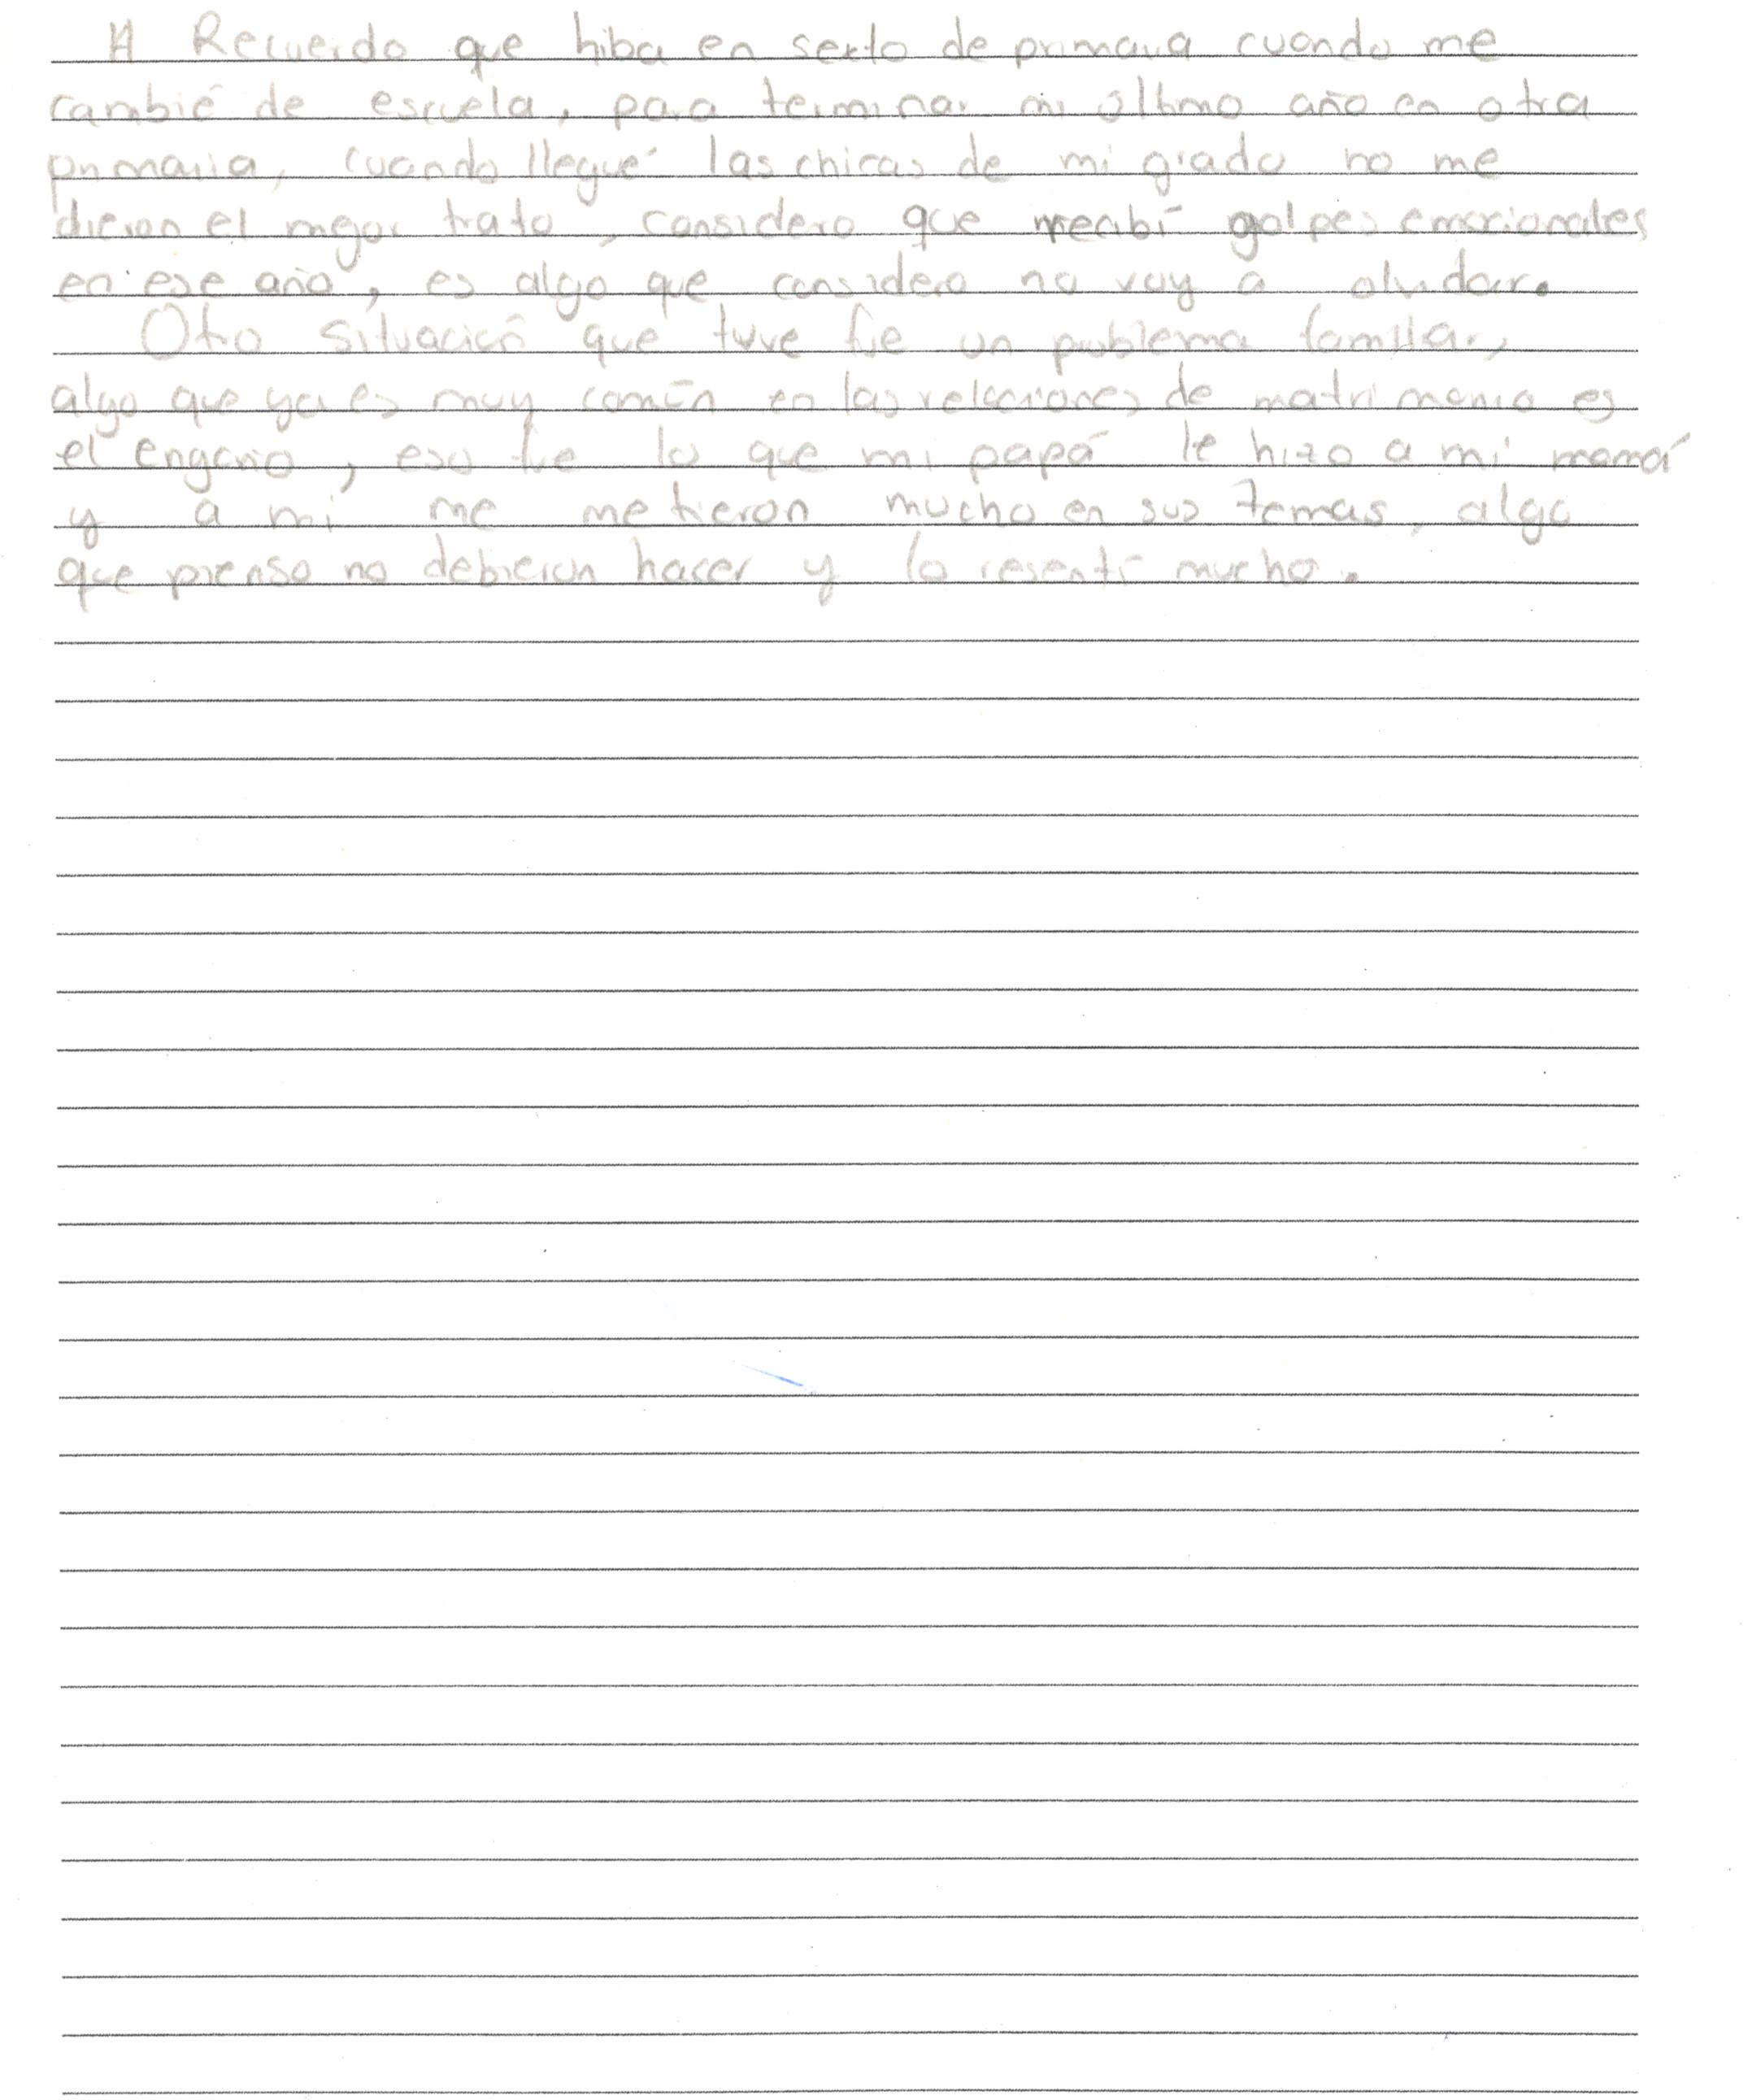 A Recuerdo que hiba en sexto de primaria cuando me
cambié de escuela, para terminar mi último año en otra
primaria, cuando llegué las chicas de mi grado no me
dieron el mejor trato, considero que recibí golpes emocionales
en ese año, es algo que considero no voy a olvidar.
Otra situación que tuve fue un problema familiar,
algo que ya es muy común en las relaciones de matrimonio es
el engaño, eso fue lo que mi papá le hizo a mi mamá
y a mi me metieron mucho en sus temas, algo
que pienso no debieron hacer y lo resentí mucho.